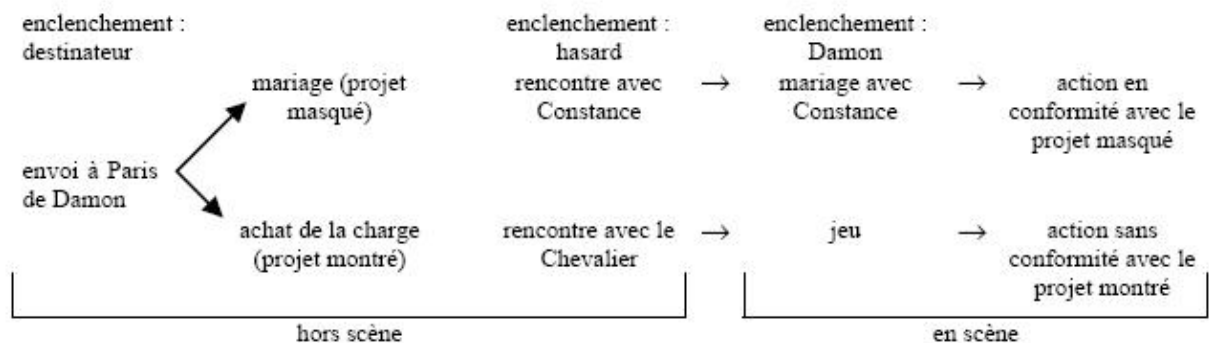 enclenchement :
destinateur
enclenchement :
hasard
enclenchement :
Damon
mariage (projet
masqué)
rencontre avec
Constance
→
mariage avec
Constance
→
action en
conformité avec le
projet masqué
envoi à Paris
de Damon
achat de la charge
(projet montré)
rencontre avec le
Chevalier
→
jeu
→
action sans
conformité avec le
projet montré
hors scène
en scène